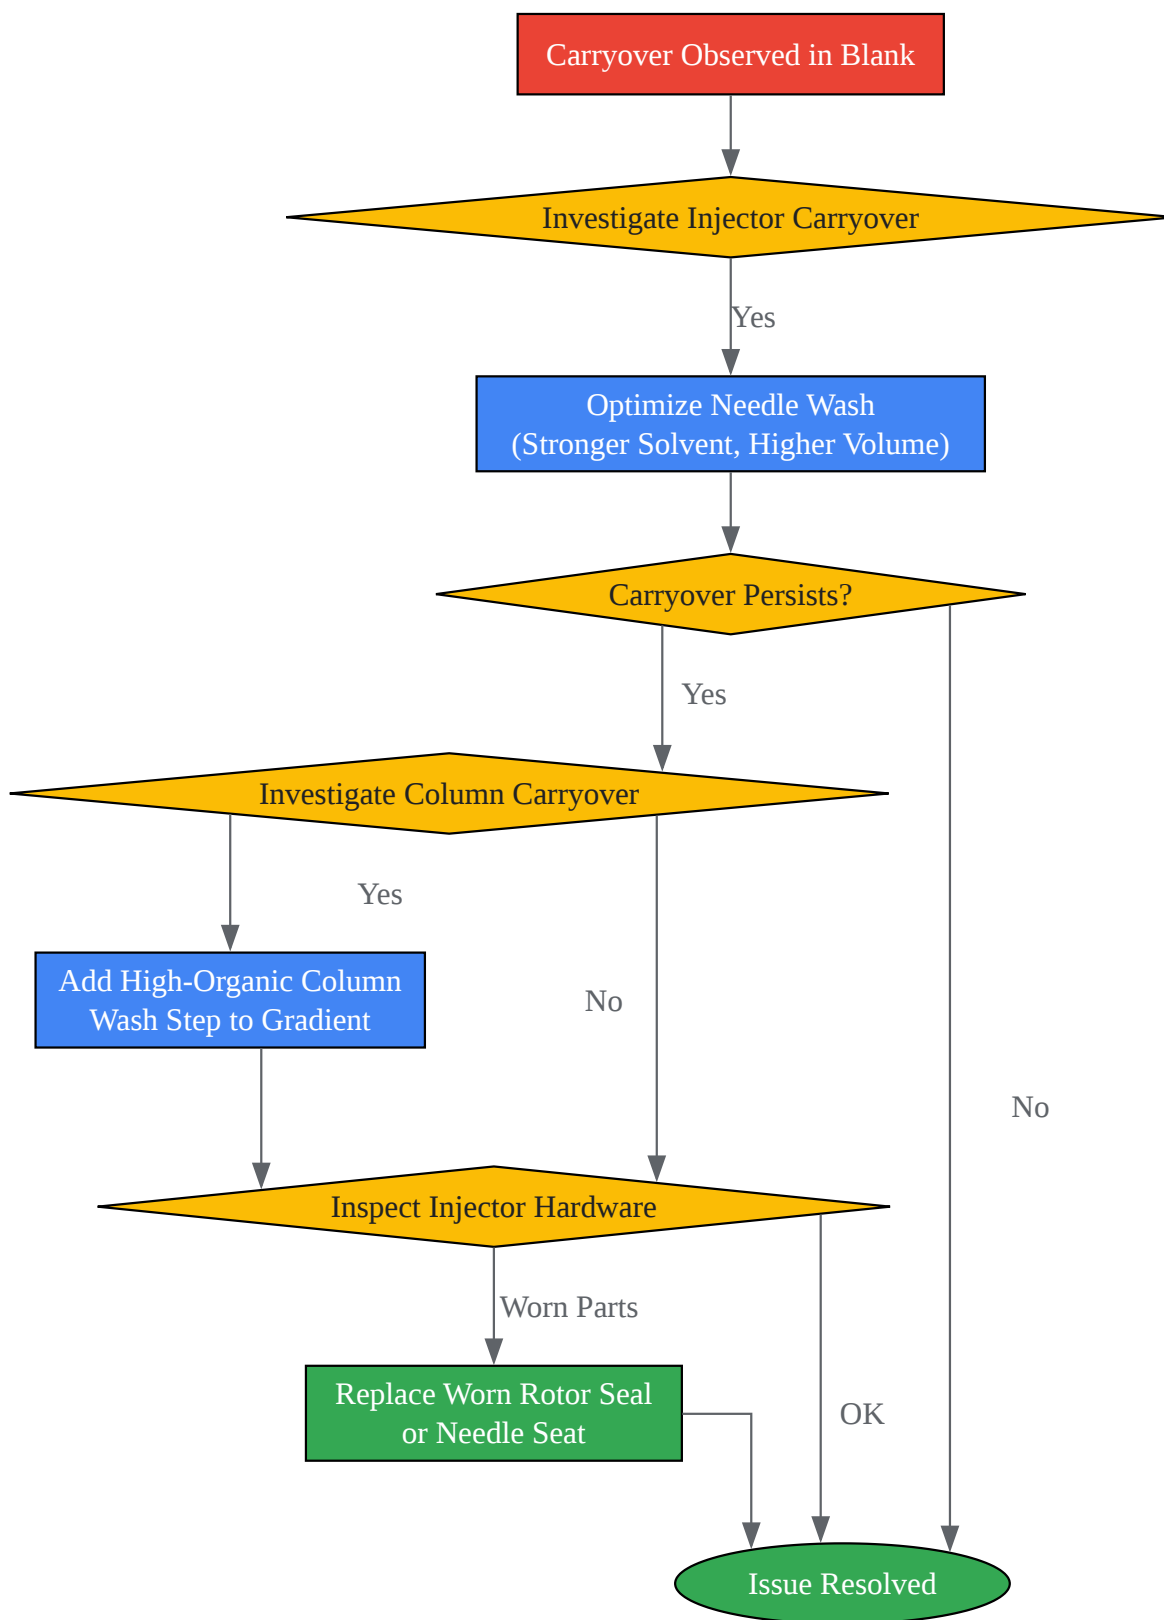 Carryover Observed in Blank
Investigate Injector Carryover
Yes
Optimize Needle Wash
(Stronger Solvent, Higher Volume)
Carryover Persists?
Yes
Investigate Column Carryover
Yes
Add High-Organic Column
Wash Step to Gradient
No
No
Inspect Injector Hardware
Worn Parts
Replace Worn Rotor Seal
or Needle Seat
OK
Issue Resolved